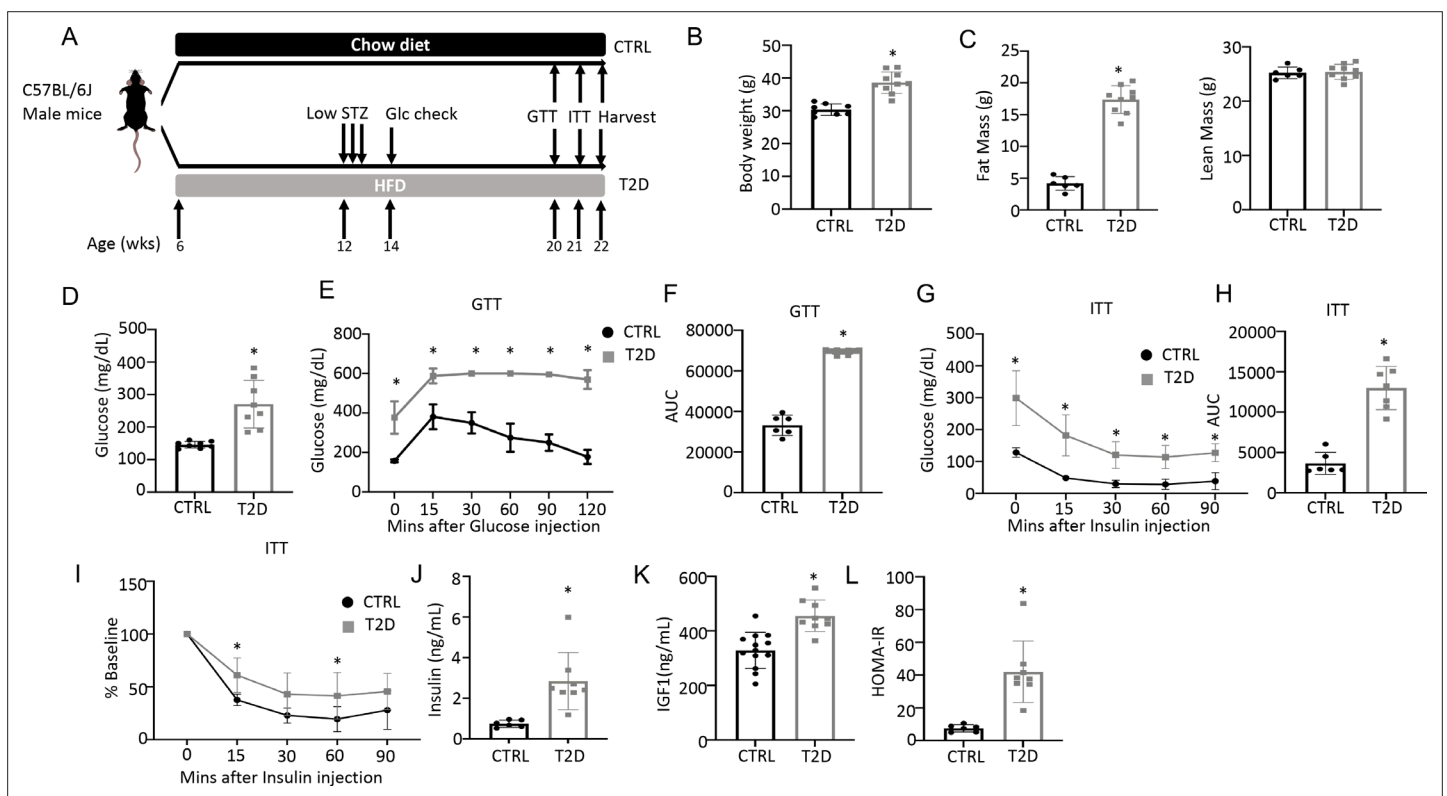 A
Chow diet
CTRL
C57BL/6J
Male mice
Low STZ
Glc check
GTT
ITT
Harvest
HFD
T2D
Age (wks)
6
12
14
20
21
22
B
Body weight (g)
50
40
30
20
10
0
*
CTRL
T2D
C
Fat Mass (g)
25
20
15
10
5
0
*
CTRL
T2D
Lean Mass (g)
30
20
10
0
CTRL
T2D
D
Glucose (mg/dL)
500
400
300
200
100
0
*
CTRL
T2D
E
GTT
Glucose (mg/dL)
800
600
400
200
0
* * * * * *
CTRL
T2D
0 15 30 60 90 120
Mins after Glucose injection
F
GTT
AUC
80000
60000
40000
20000
0
*
CTRL
T2D
G
ITT
Glucose (mg/dL)
500
400
300
200
100
0
* * * * *
CTRL
T2D
0 15 30 60 90
Mins after Insulin injection
H
ITT
AUC
20000
15000
10000
5000
0
*
CTRL
T2D
I
ITT
% Baseline
150
100
50
0
* *
CTRL
T2D
0 15 30 60 90
Mins after Insulin injection
J
Insulin (ng/mL)
8
6
4
2
0
*
CTRL
T2D
K
IGF1(ng/mL)
600
400
200
0
*
CTRL
T2D
L
HOMA-IR
100
80
60
40
20
0
*
CTRL
T2D